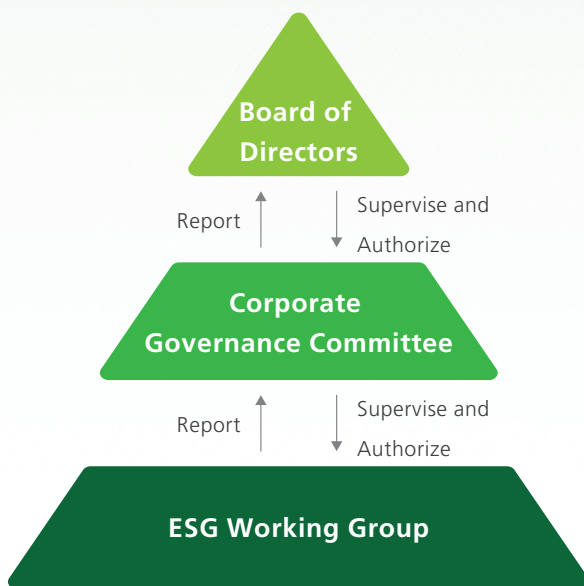 Board of
Directors
Report
Supervise and
Authorize
Corporate
Governance Committee
Report
Supervise and
Authorize
ESG Working Group